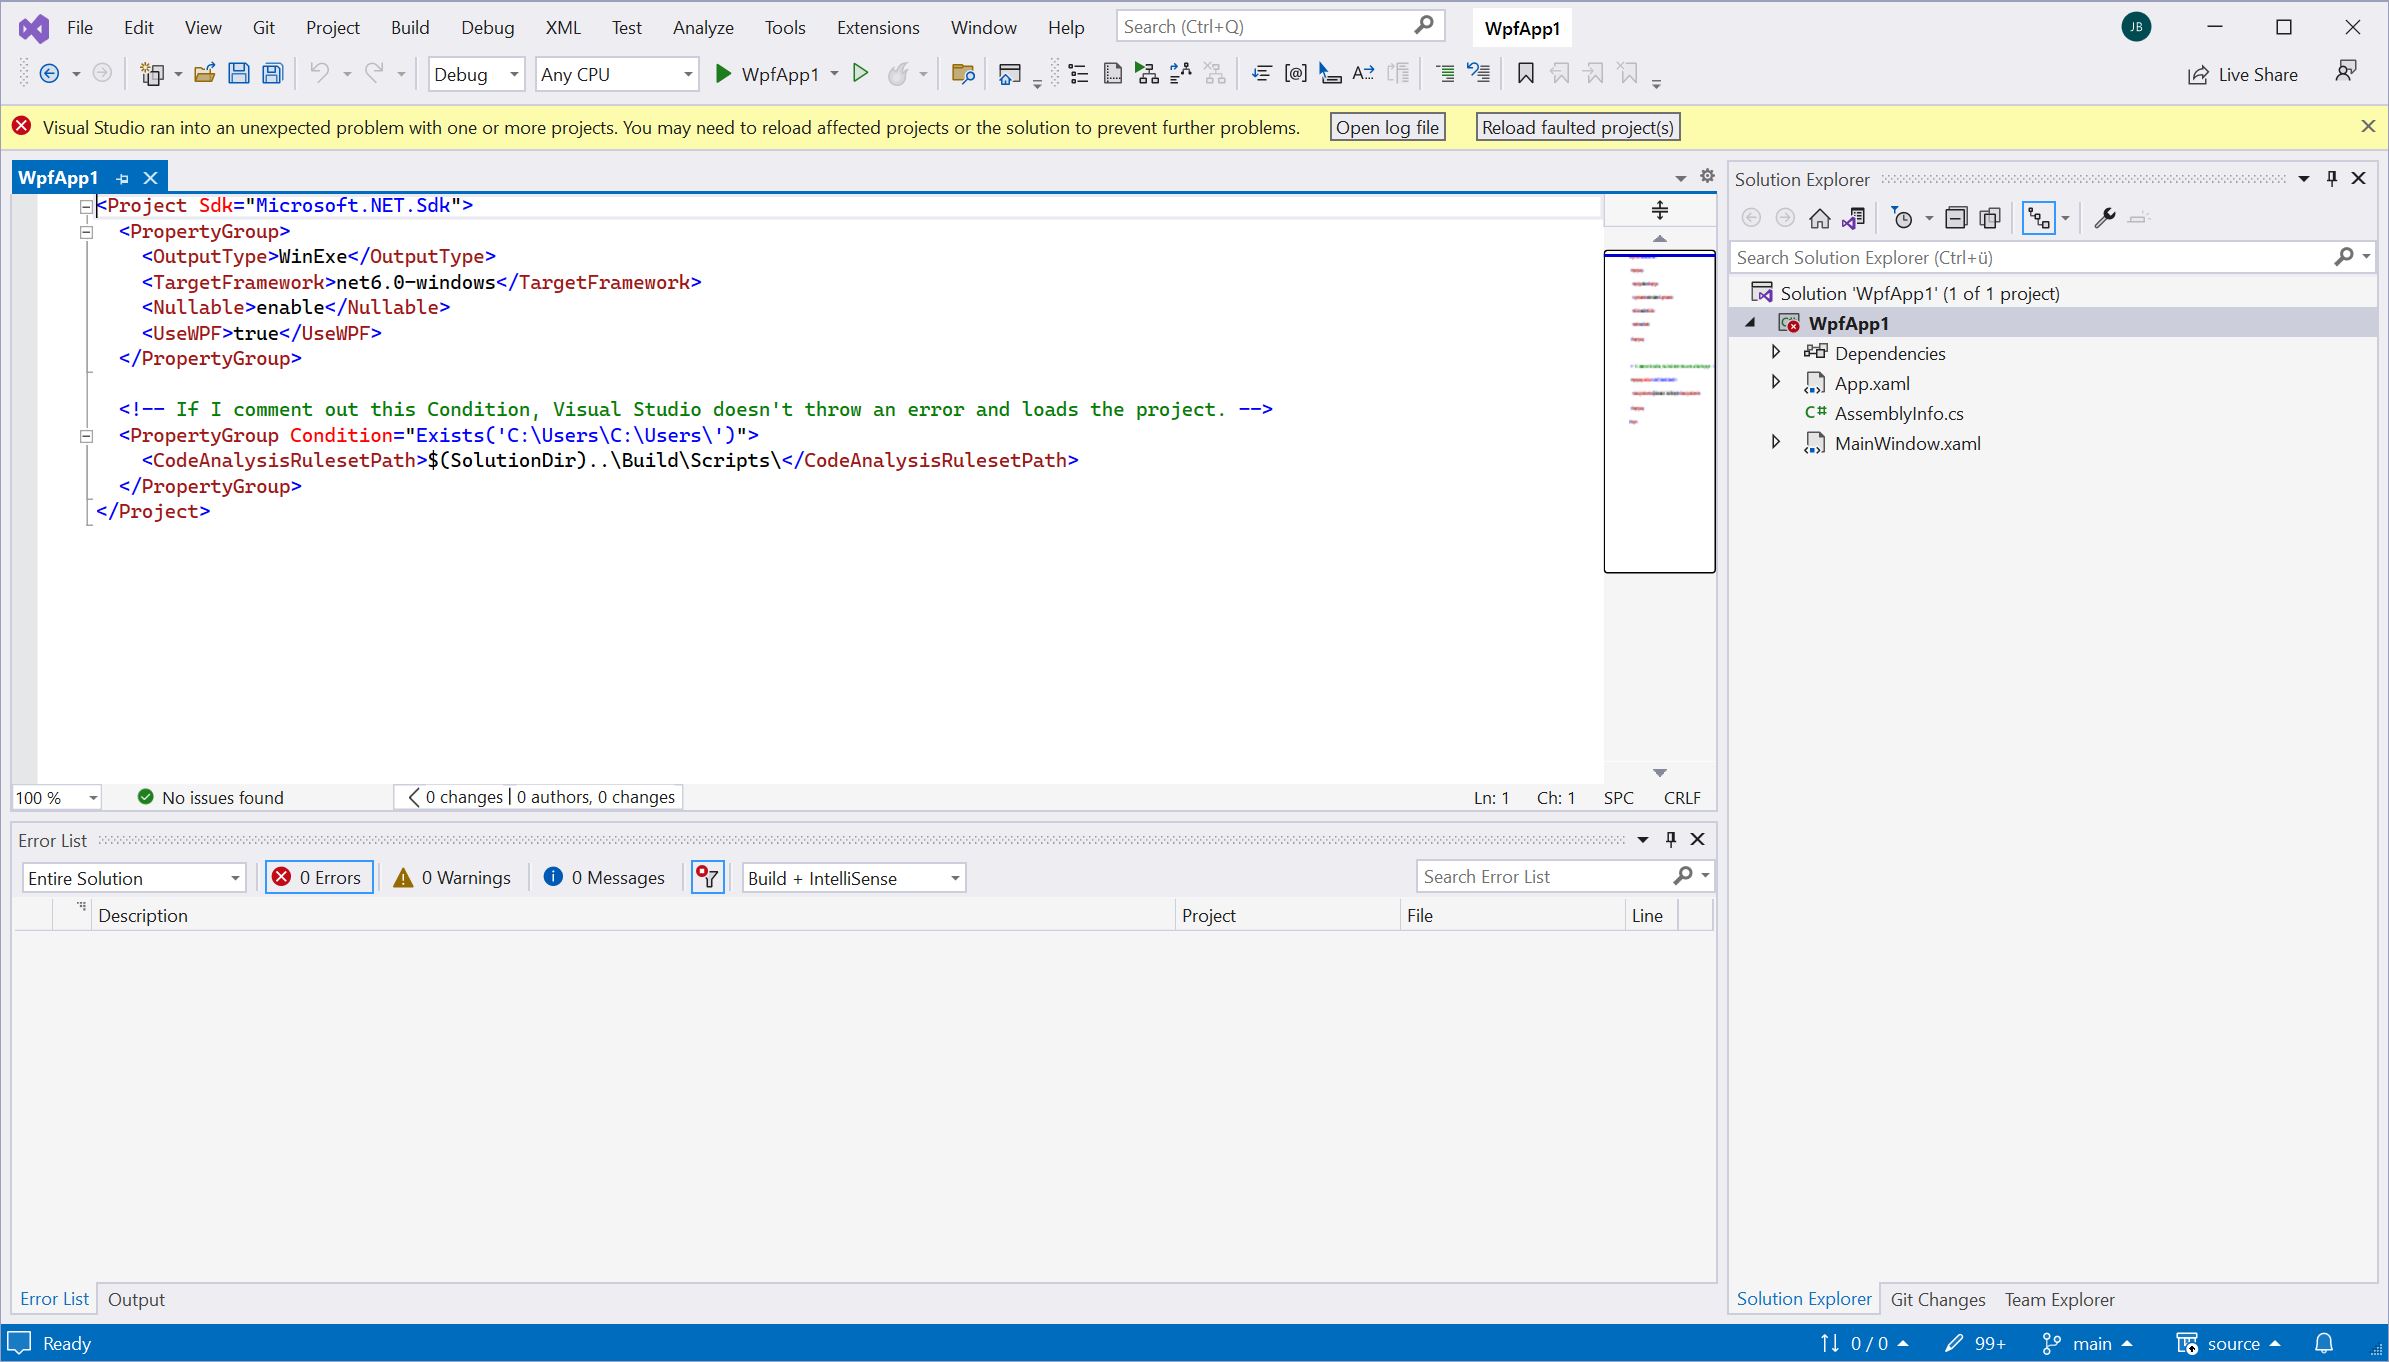 File Edit View Git Project Build Debug XML Test Analyze Tools Extensions Window Help Search (Ctrl+Q) WpfApp1 JB
Debug Any CPU WpfApp1 Live Share
Visual Studio ran into an unexpected problem with one or more projects. You may need to reload affected projects or the solution to prevent further problems. Open log file Reload faulted project(s)
WpfApp1
<Project Sdk="Microsoft.NET.Sdk">
<PropertyGroup>
<OutputType>WinExe</OutputType>
<TargetFramework>net6.0-windows</TargetFramework>
<Nullable>enable</Nullable>
<UseWPF>true</UseWPF>
</PropertyGroup>
<!-- If I comment out this Condition, Visual Studio doesn't throw an error and loads the project. -->
<PropertyGroup Condition="Exists('C:\Users\C:\Users\')">
<CodeAnalysisRulesetPath>$(SolutionDir)..\Build\Scripts\</CodeAnalysisRulesetPath>
</PropertyGroup>
</Project>
100 % No issues found 0 changes | 0 authors, 0 changes Ln: 1 Ch: 1 SPC CRLF
Error List
Entire Solution 0 Errors 0 Warnings 0 Messages Build + IntelliSense Search Error List
Description Project File Line
Error List Output
Solution Explorer
Search Solution Explorer (Ctrl+ü)
Solution 'WpfApp1' (1 of 1 project)
WpfApp1
Dependencies
App.xaml
C# AssemblyInfo.cs
MainWindow.xaml
Solution Explorer Git Changes Team Explorer
Ready 0 / 0 99+ main source